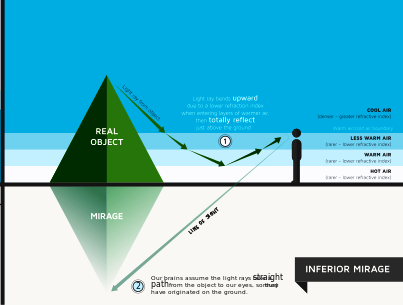 Light ray from object
Light ray bends upward
due to a lower refraction index
when entering layers of warmer air,
then totally reflect
just above the ground
1
COOL AIR
(denser - greater refractive index)
LESS WARM AIR
(rarer - lower refractive index)
WARM AIR
(rarer - lower refractive index)
HOT AIR
(rarer - lower refractive index)
REAL
OBJECT
MIRAGE
LINE OF SIGHT
INFERIOR MIRAGE
2
Our brains assume the light rays straight
path from the object to our eyes, so
have originated on the ground.